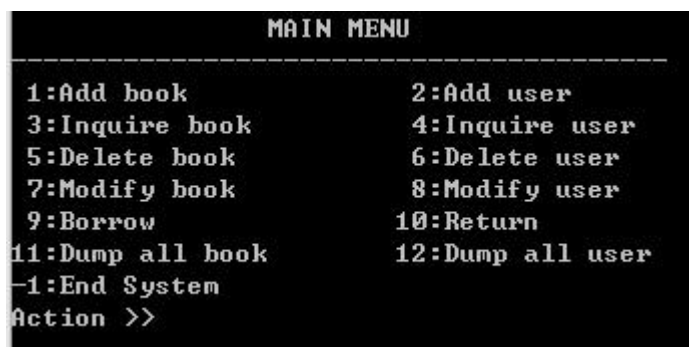 MAIN MENU
1:Add book 2:Add user
3:Inquire book 4:Inquire user
5:Delete book 6:Delete user
7:Modify book 8:Modify user
9:Borrow 10:Return
11:Dump all book 12:Dump all user
-1:End System
Action >>